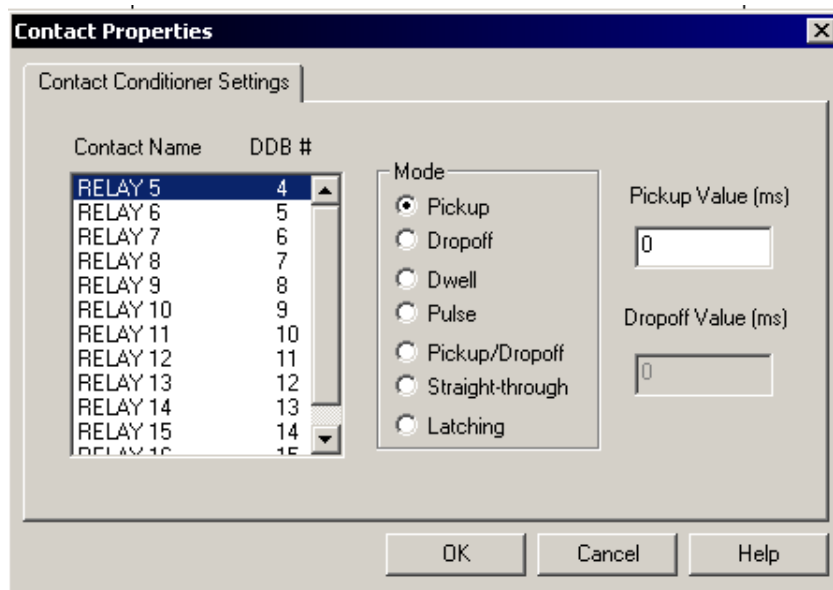 Contact Properties
Contact Conditioner Settings
Contact Name DDB #
RELAY 5 4
RELAY 6 5
RELAY 7 6
RELAY 8 7
RELAY 9 8
RELAY 10 9
RELAY 11 10
RELAY 12 11
RELAY 13 12
RELAY 14 13
RELAY 15 14
RELAY 16 15
Mode
Pickup
Dropoff
Dwell
Pulse
Pickup/Dropoff
Straight-through
Latching
Pickup Value (ms)
0
Dropoff Value (ms)
0
OK Cancel Help